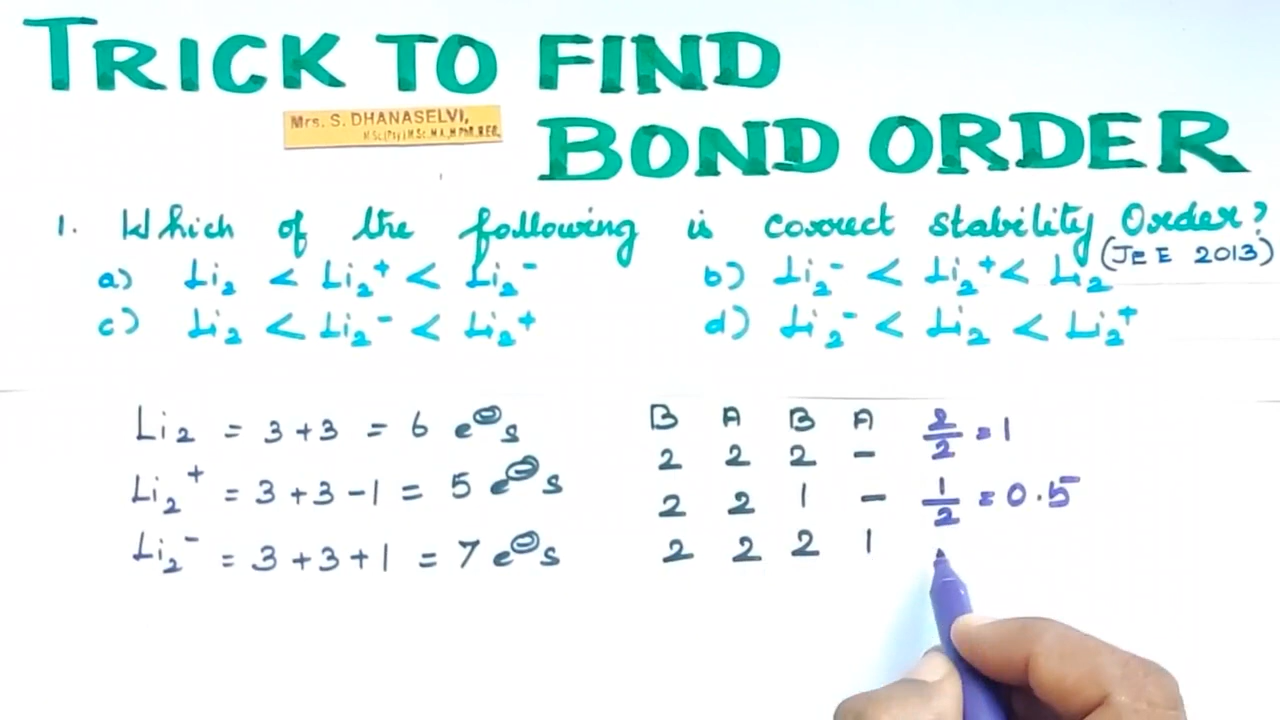 TRICK TO FIND
BOND ORDER
Mrs. S. DHANASELVI,
1. Which of the following is correct stability Order?
(JEE 2013)
a) Li₂ < Li₂⁺ < Li₂⁻ b) Li₂⁻ < Li₂⁺ < Li₂
c) Li₂ < Li₂⁻ < Li₂⁺ d) Li₂⁻ < Li₂ < Li₂⁺
B A B A
Li₂ = 3+3 = 6 e⊖s 2 2 2 – 2/2 = 1
Li₂⁺ = 3+3-1 = 5 e⊖s 2 2 1 – 1/2 = 0.5
Li₂⁻ = 3+3+1 = 7 e⊖s 2 2 2 1